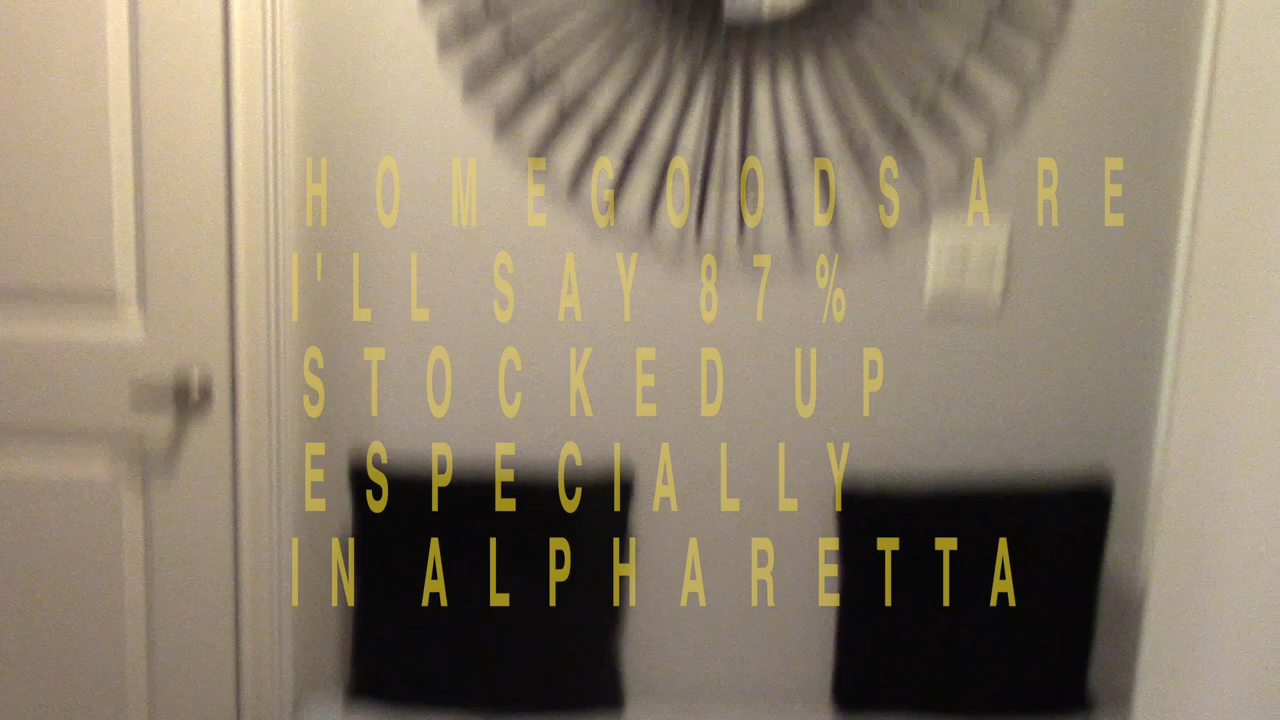 HOMEGOODS ARE
I'LL SAY 87%
STOCKED UP
ESPECIALLY
IN ALPHARETTA